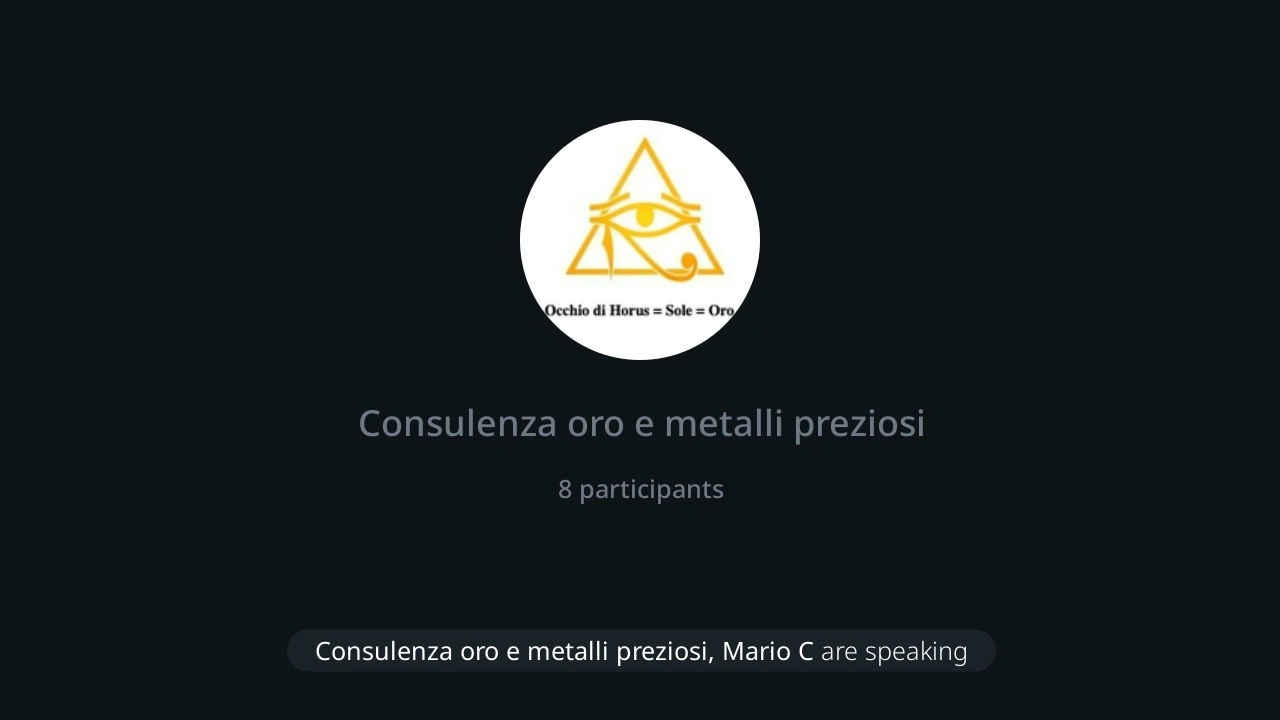 Occhio di Horus = Sole = Oro
Consulenza oro e metalli preziosi
8 participants
Consulenza oro e metalli preziosi, Mario C are speaking